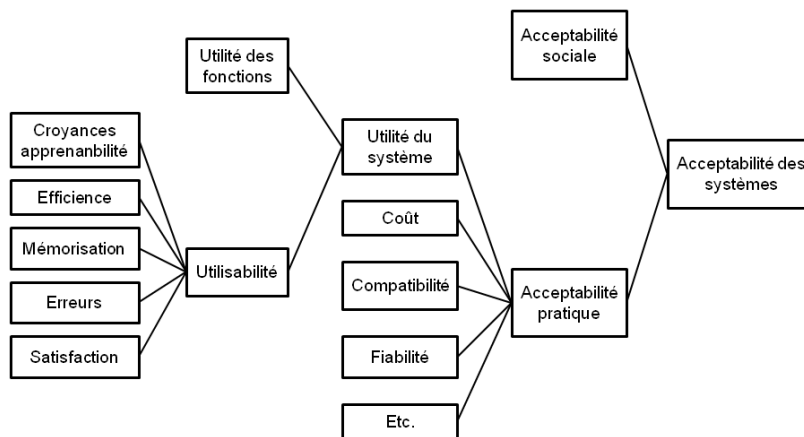 Utilité des
fonctions
Acceptabilité
sociale
Croyances
apprenanbilité
Utilité du
système
Acceptabilité des
systèmes
Efficience
Coût
Mémorisation
Utilisabilité
Compatibilité
Acceptabilité
pratique
Erreurs
Satisfaction
Fiabilité
Etc.